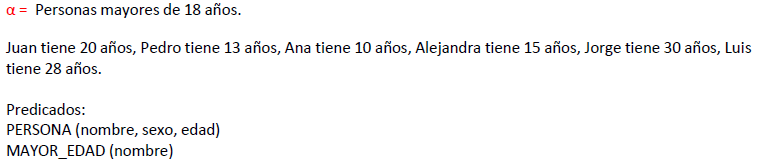 α = Personas mayores de 18 años.
Juan tiene 20 años, Pedro tiene 13 años, Ana tiene 10 años, Alejandra tiene 15 años, Jorge tiene 30 años, Luis
tiene 28 años.
Predicados:
PERSONA (nombre, sexo, edad)
MAYOR_EDAD (nombre)